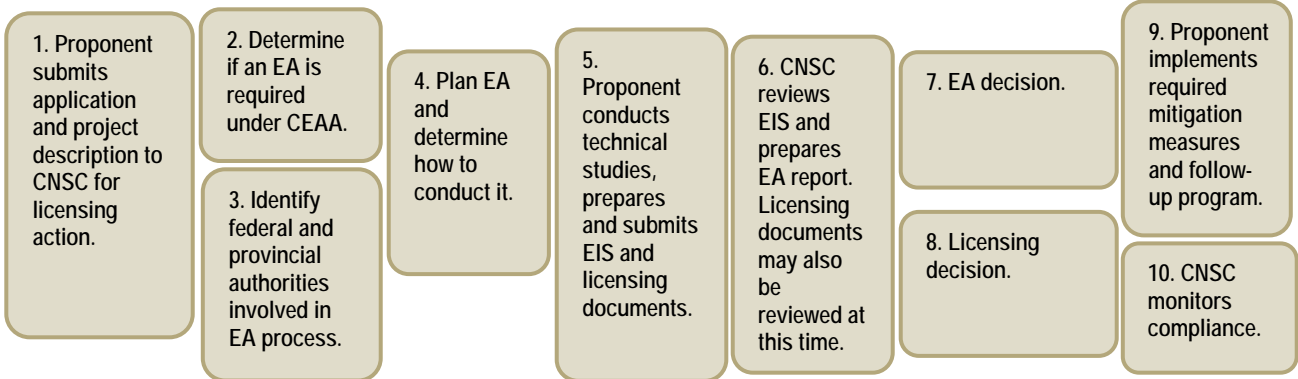 1. Proponent
submits
application
and project
description to
CNSC for
licensing
action.
2. Determine
if an EA is
required
under CEAA.
3. Identify
federal and
provincial
authorities
involved in
EA process.
4. Plan EA
and
determine
how to
conduct it.
5.
Proponent
conducts
technical
studies,
prepares
and submits
EIS and
licensing
documents.
6. CNSC
reviews
EIS and
prepares
EA report.
Licensing
documents
may also
be
reviewed at
this time.
7. EA decision.
8. Licensing
decision.
9. Proponent
implements
required
mitigation
measures
and follow-
up program.
10. CNSC
monitors
compliance.